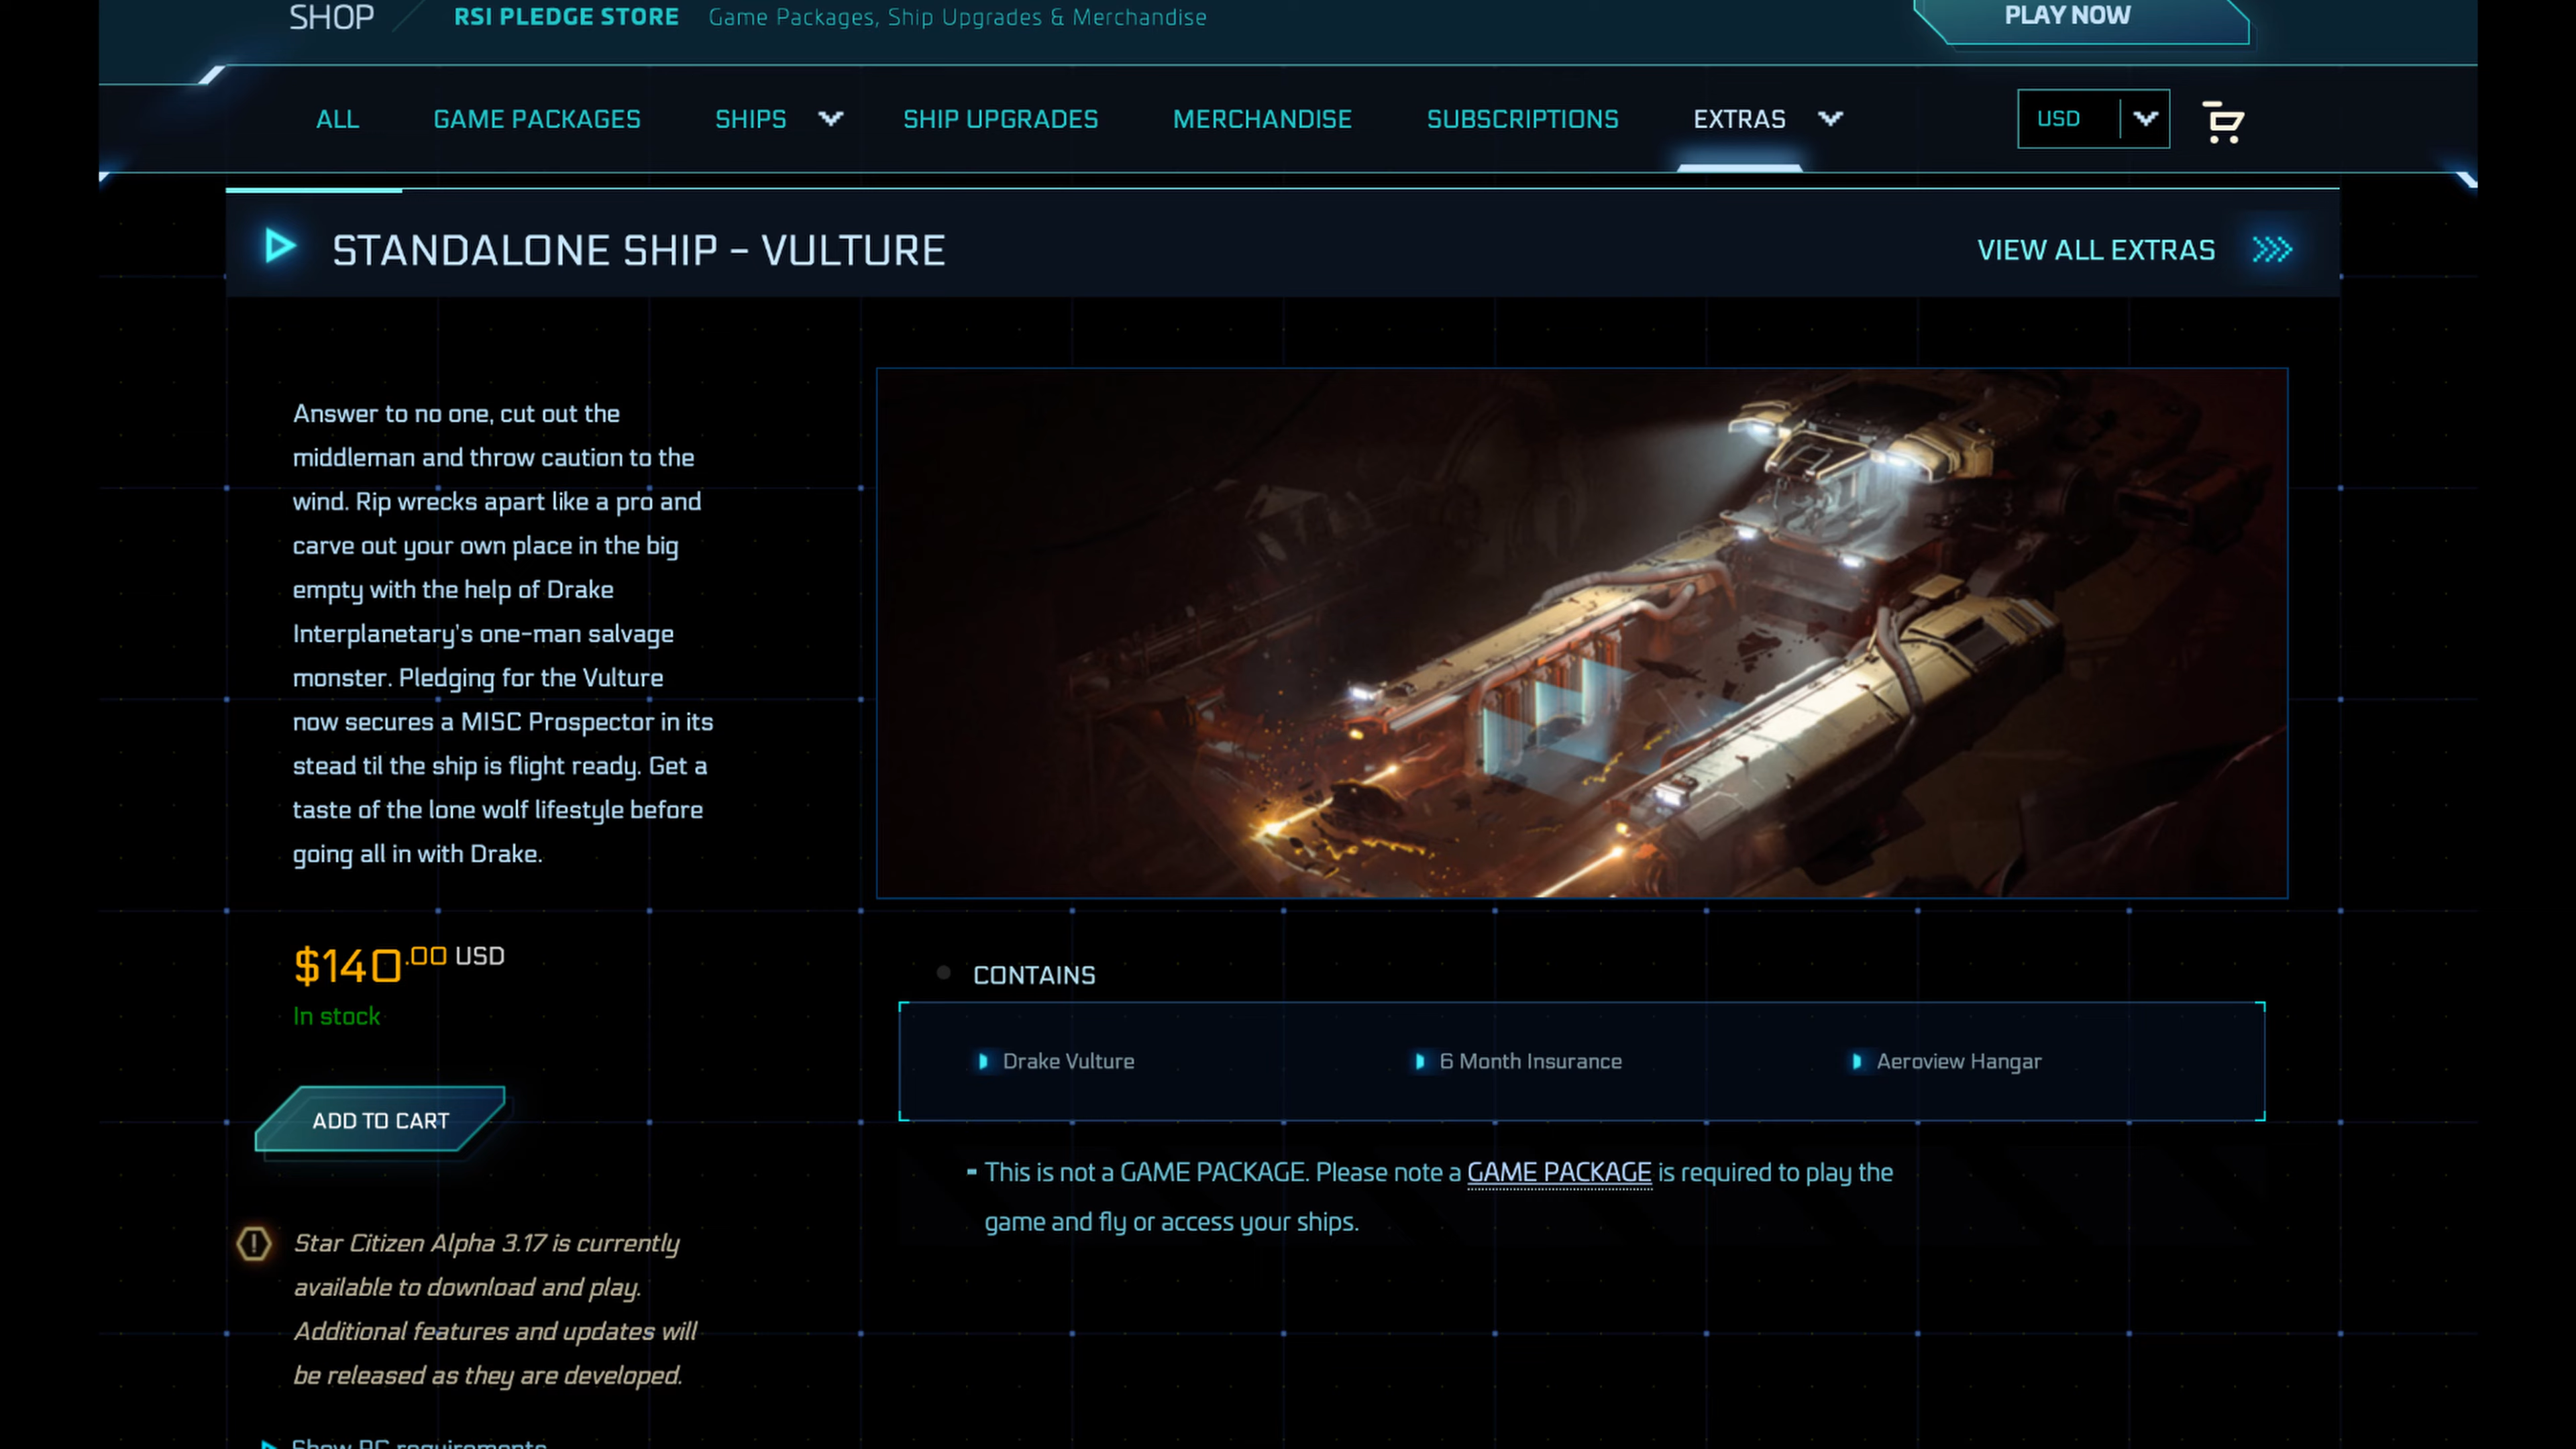 SHOP RSI PLEDGE STORE Game Packages, Ship Upgrades & Merchandise PLAY NOW
ALL GAME PACKAGES SHIPS SHIP UPGRADES MERCHANDISE SUBSCRIPTIONS EXTRAS USD
STANDALONE SHIP - VULTURE VIEW ALL EXTRAS
Answer to no one, cut out the
middleman and throw caution to the
wind. Rip wrecks apart like a pro and
carve out your own place in the big
empty with the help of Drake
Interplanetary's one-man salvage
monster. Pledging for the Vulture
now secures a MISC Prospector in its
stead til the ship is flight ready. Get a
taste of the lone wolf lifestyle before
going all in with Drake.
$140.00 USD
In stock
ADD TO CART
Star Citizen Alpha 3.17 is currently
available to download and play.
Additional features and updates will
be released as they are developed.
Show PC requirements
CONTAINS
Drake Vulture 6 Month Insurance Aeroview Hangar
- This is not a GAME PACKAGE. Please note a GAME PACKAGE is required to play the
game and fly or access your ships.